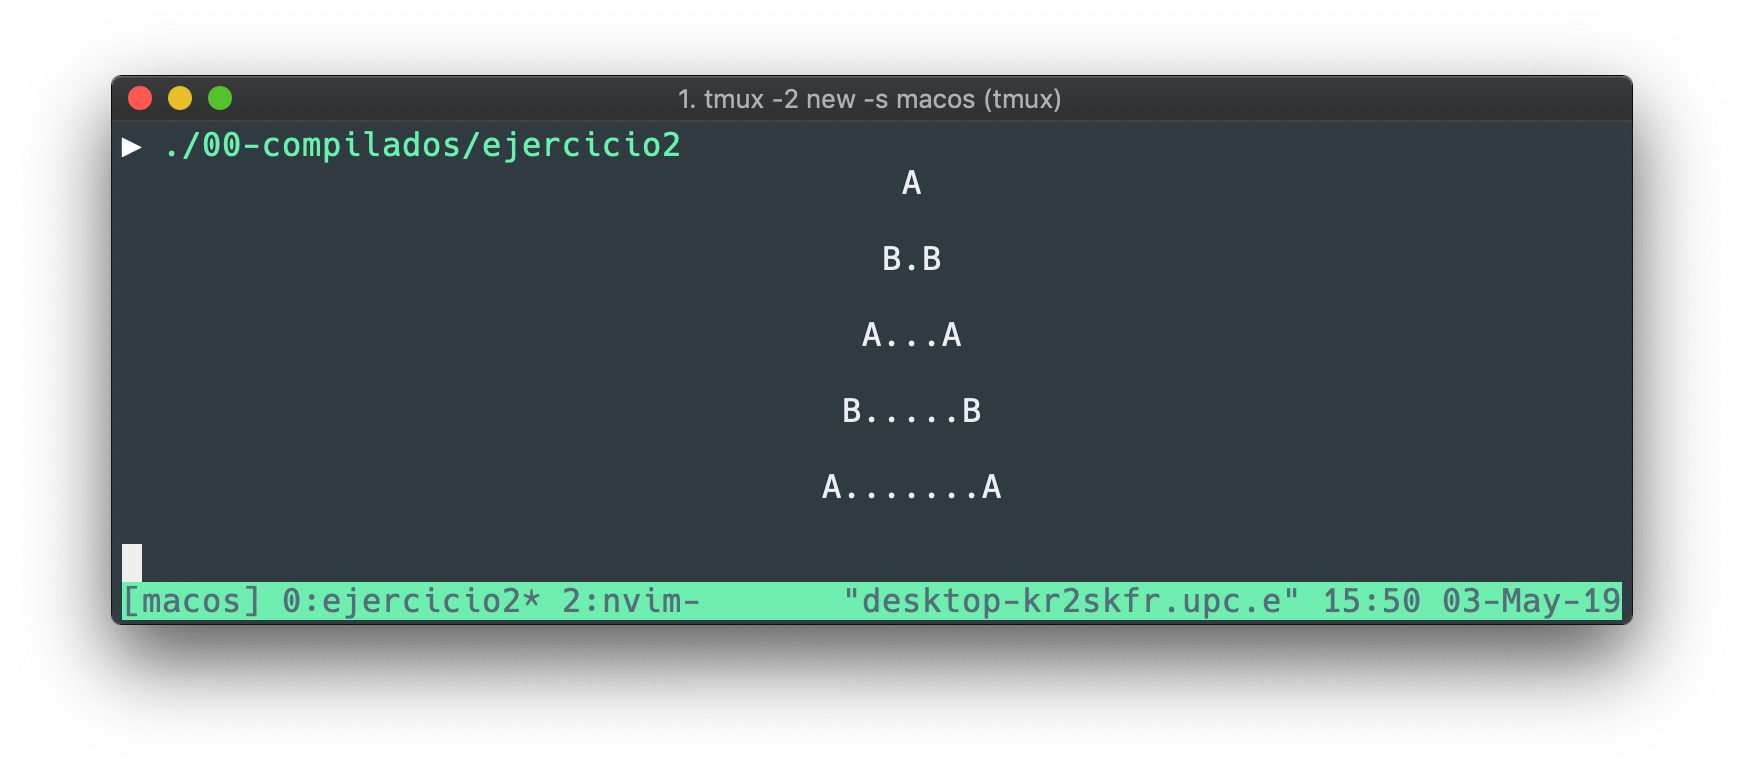 1. tmux -2 new -s macos (tmux)
▶ ./00-compilados/ejercicio2
A
B.B
A...A
B.....B
A.......A
[macos] 0:ejercicio2* 2:nvim- "desktop-kr2skfr.upc.e" 15:50 03-May-19